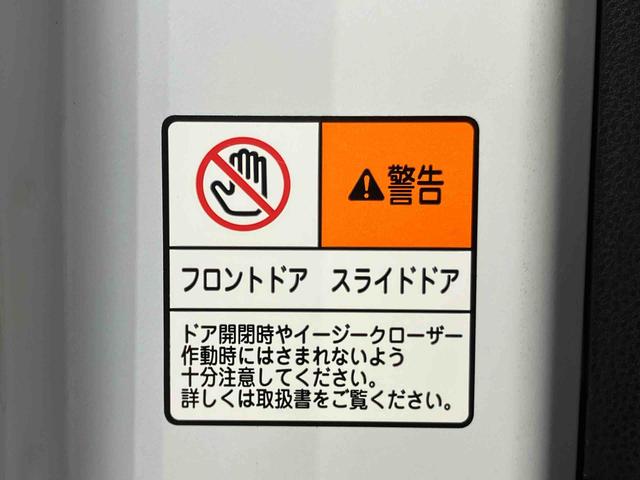 警告
フロントドア スライドドア
ドア開閉時やイージークローザー
作動時にはさまれないよう
十分注意してください。
詳しくは取扱書をご覧ください。